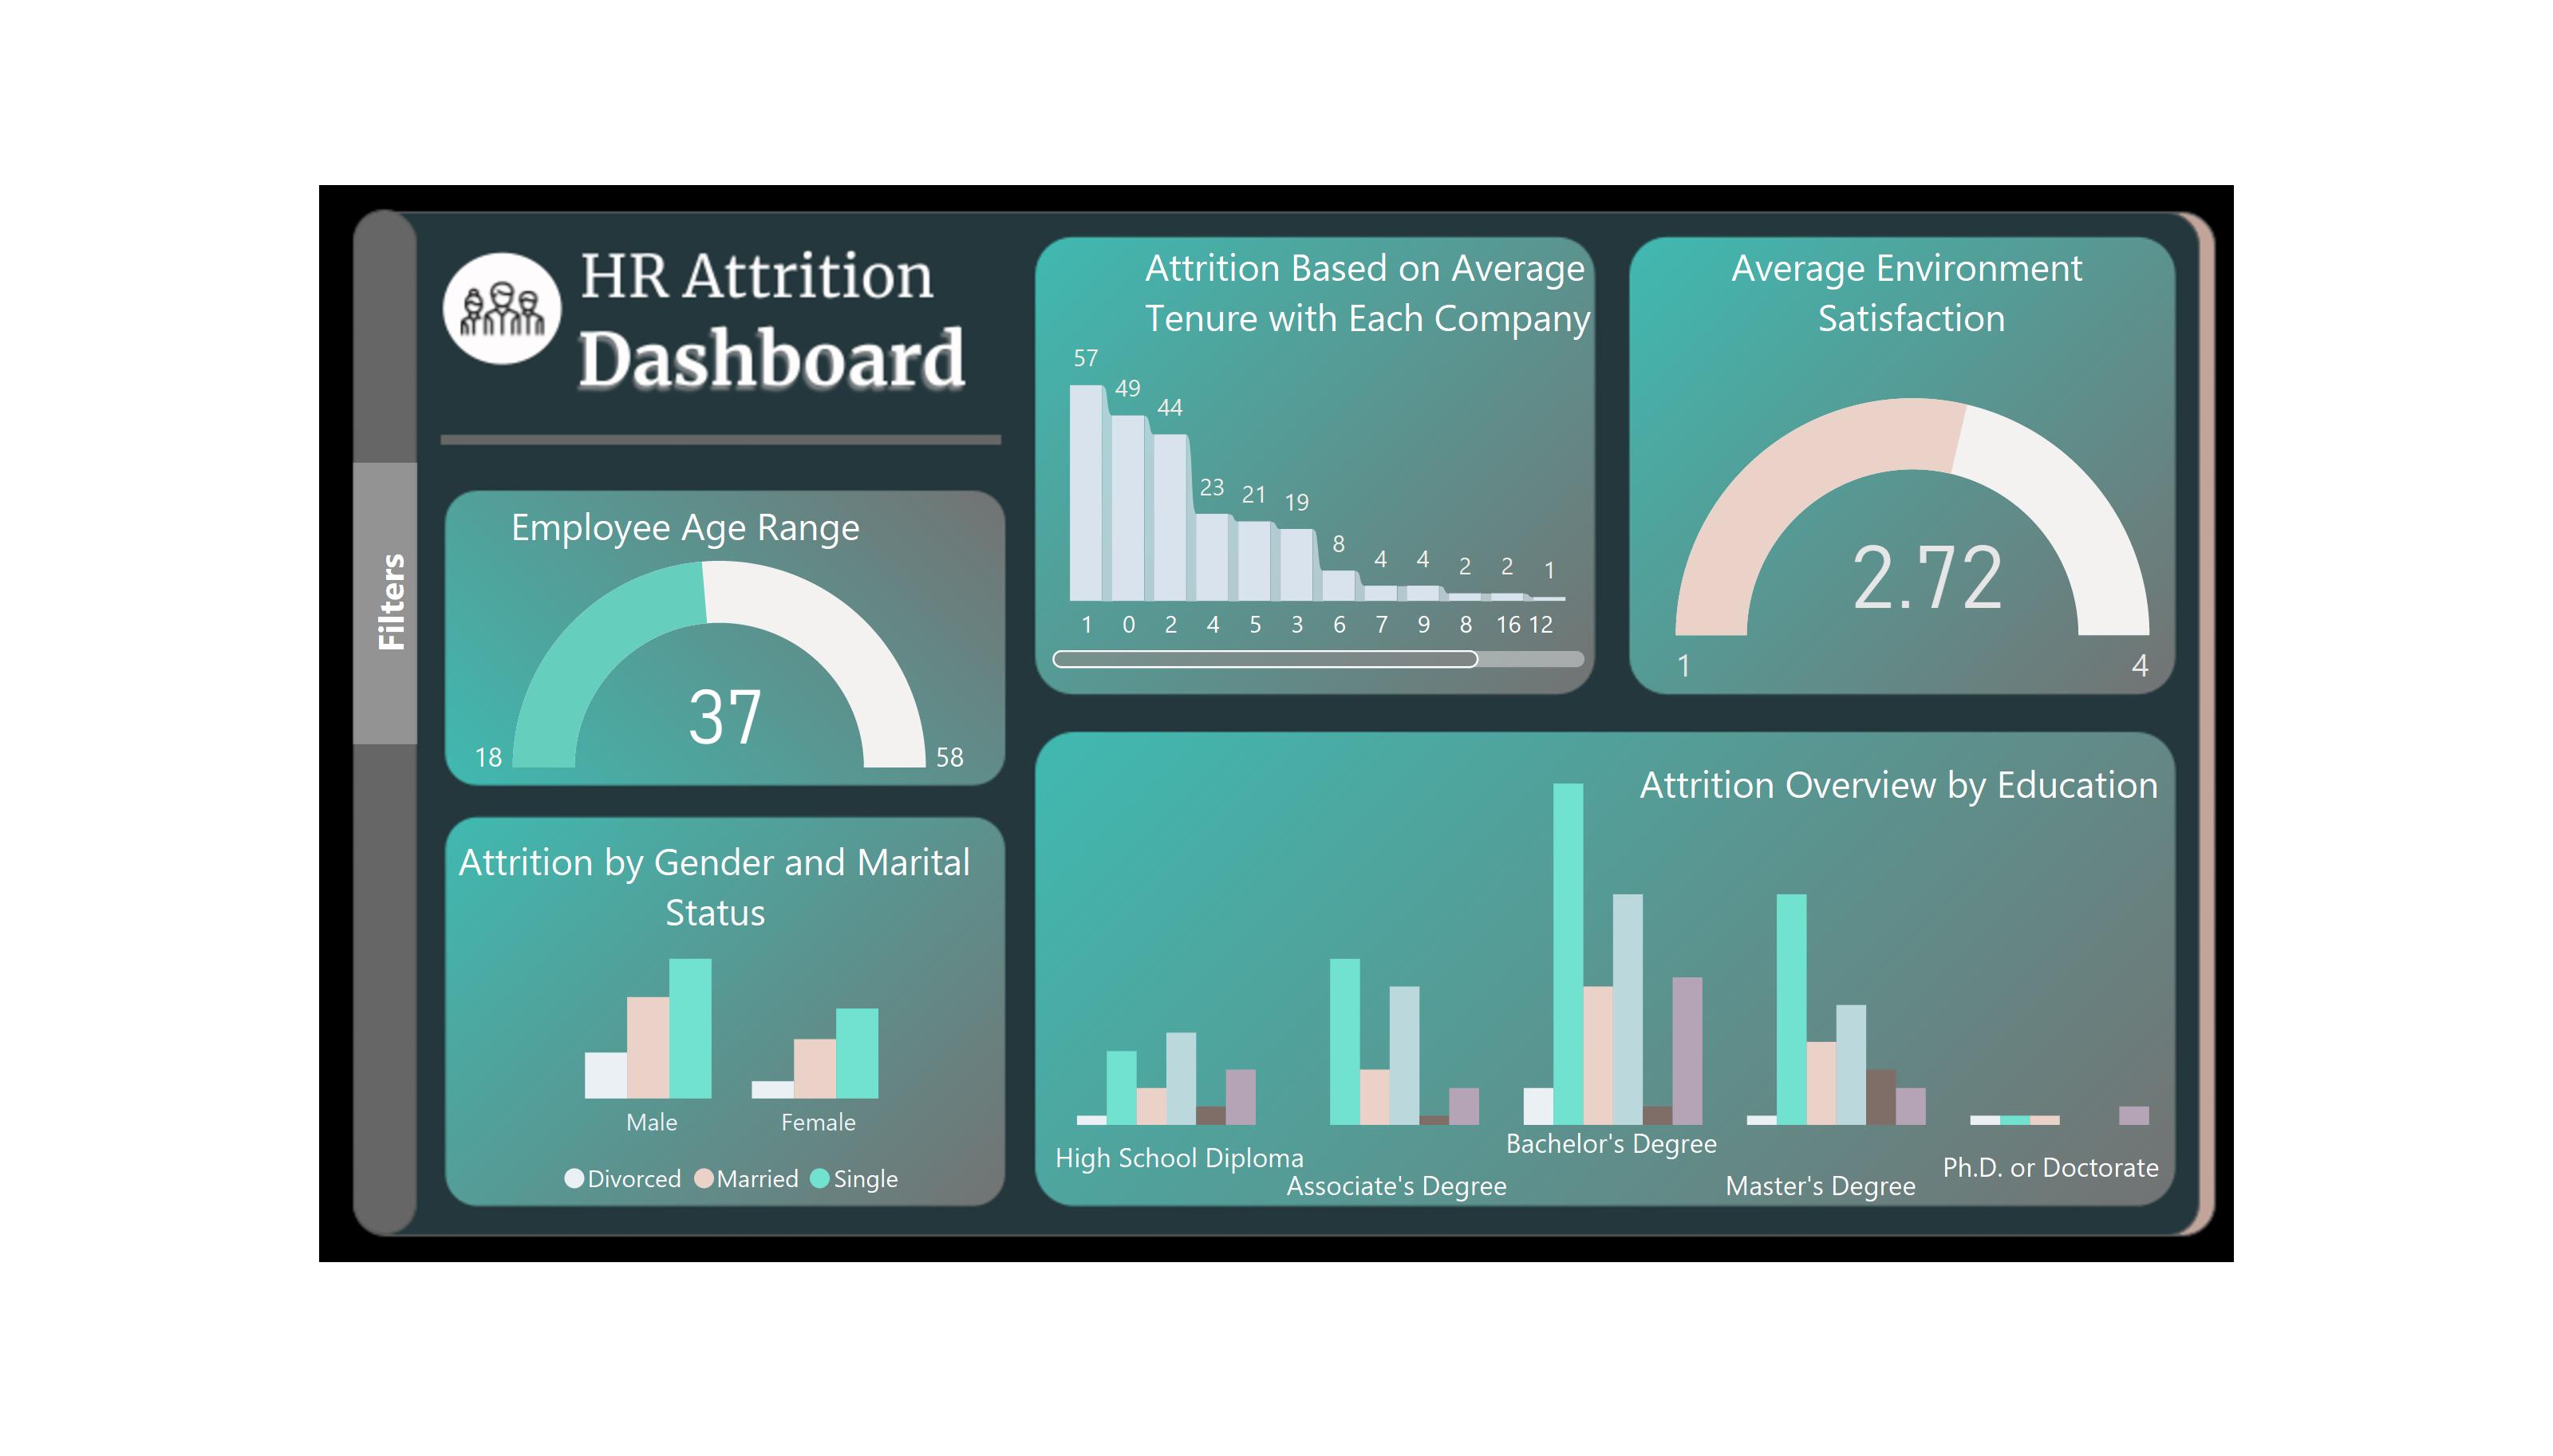 HR Attrition
Dashboard
Filters
Employee Age Range
37
18
58
Attrition by Gender and Marital
Status
Male
Female
Divorced
Married
Single
Attrition Based on Average
Tenure with Each Company
57
49
44
23
21
19
8
4
4
2
2
1
1
0
2
4
5
3
6
7
9
8
16
12
Average Environment
Satisfaction
2.72
1
4
Attrition Overview by Education
High School Diploma
Associate's Degree
Bachelor's Degree
Master's Degree
Ph.D. or Doctorate